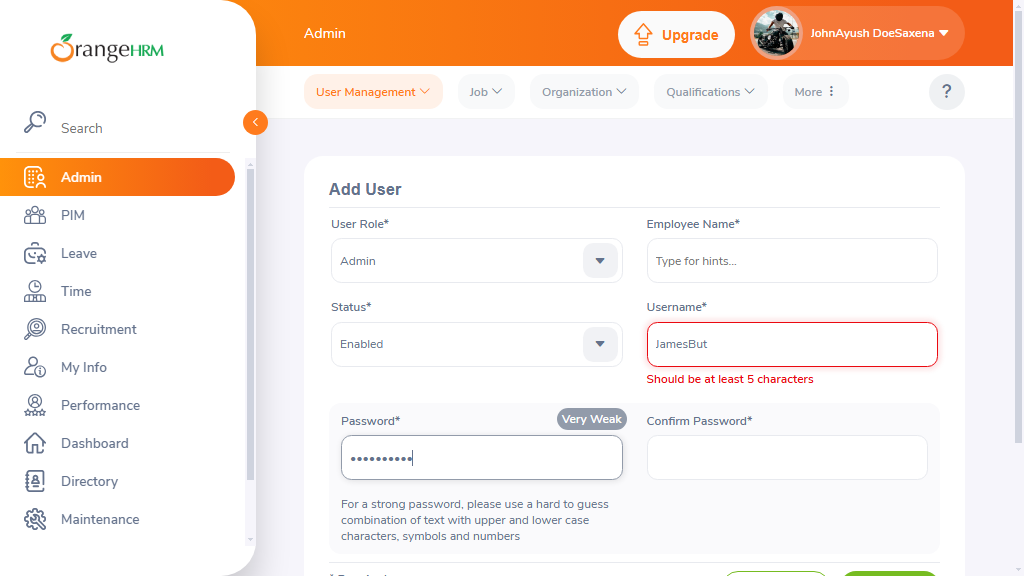 OrangeHRM
Search
Admin
PIM
Leave
Time
Recruitment
My Info
Performance
Dashboard
Directory
Maintenance
Admin
Upgrade
JohnAyush DoeSaxena
User Management
Job
Organization
Qualifications
More
?
Add User
User Role*
Employee Name*
Admin
Type for hints...
Status*
Username*
Enabled
JamesBut
Should be at least 5 characters
Password*
Very Weak
Confirm Password*
••••••••••
For a strong password, please use a hard to guess
combination of text with upper and lower case
characters, symbols and numbers